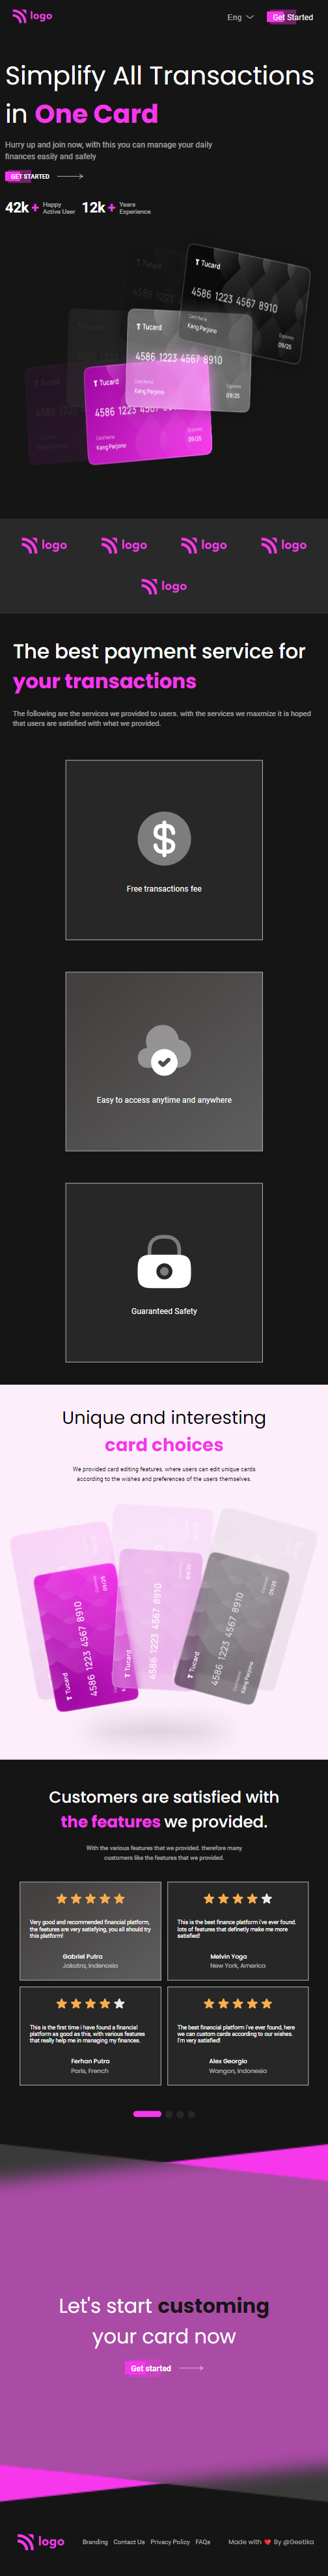 logo
Eng
Get Started
Simplify All Transactions
in One Card
Hurry up and join now, with this you can manage your daily
finances easily and safely
GET STARTED
42k + Happy
Active User
12k + Years
Experience
Tucard
4586 1223 4567 8910
Card Name
Kang Parjono
Expires
09/25
Tucard
4586 1223 4567 8910
Card Name
Kang Parjono
Expires
09/25
Tucard
4586 1223 4567 8910
Card Name
Kang Parjono
Expires
09/25
logo
logo
logo
logo
logo
The best payment service for
your transactions
The following are the services we provided to users. with the services we maxmize it is hoped
that users are satisfied with what we provided.
Free transactions fee
Easy to access anytime and anywhere
Guaranteed Safety
Unique and interesting
card choices
We provided card editing features, where users can edit unique cards
according to the wishes and preferences of the users themselves.
Tucard
4586 1223 4567 8910
09/25
Tucard
4586 1223 4567 8910
09/25
Tucard
4586 1223 4567 8910
Kang Parjono
09/25
Customers are satisfied with
the features we provided.
With the various features that we provided. therefore many
customers like the features that we provided.
Very good and recommended financial platform,
the features are very satisfying, you all should try
this platform!
Gabriel Putra
Jakatra, Indenosia
This is the best finance platform i've ever found.
lots of features that definetly make me more
satisfied!
Melvin Yoga
New York, America
This is the first time i have found a financial
platform as good as this, with various features
that really help me in managing my finances.
Ferhan Putra
Paris, French
The best financial platform i've ever found, here
we can custom cards according to our wishes.
I'm very satisfied!
Alex Georgio
Wangon, Indonesia
Let's start customing
your card now
Get started
logo
Branding
Contact Us
Privacy Policy
FAQs
Made with ❤️ By @Geetika